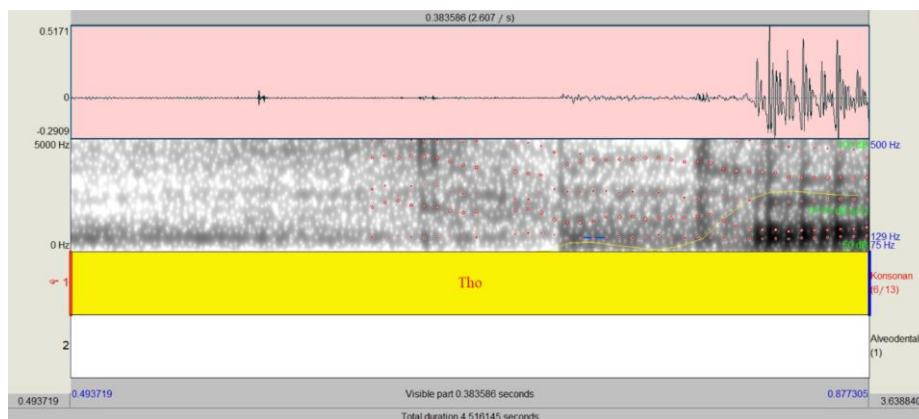 0.383586 (2.607 / s)
0.5171
0
-0.2909
5000 Hz
500 Hz
129 Hz
0 Hz
75 Hz
1
Tho
Konsonan
(6/13)
2
Alveodental
(1)
0.493719
Visible part 0.383586 seconds
0.877305
0.493719
3.638840
Total duration 4.516145 seconds